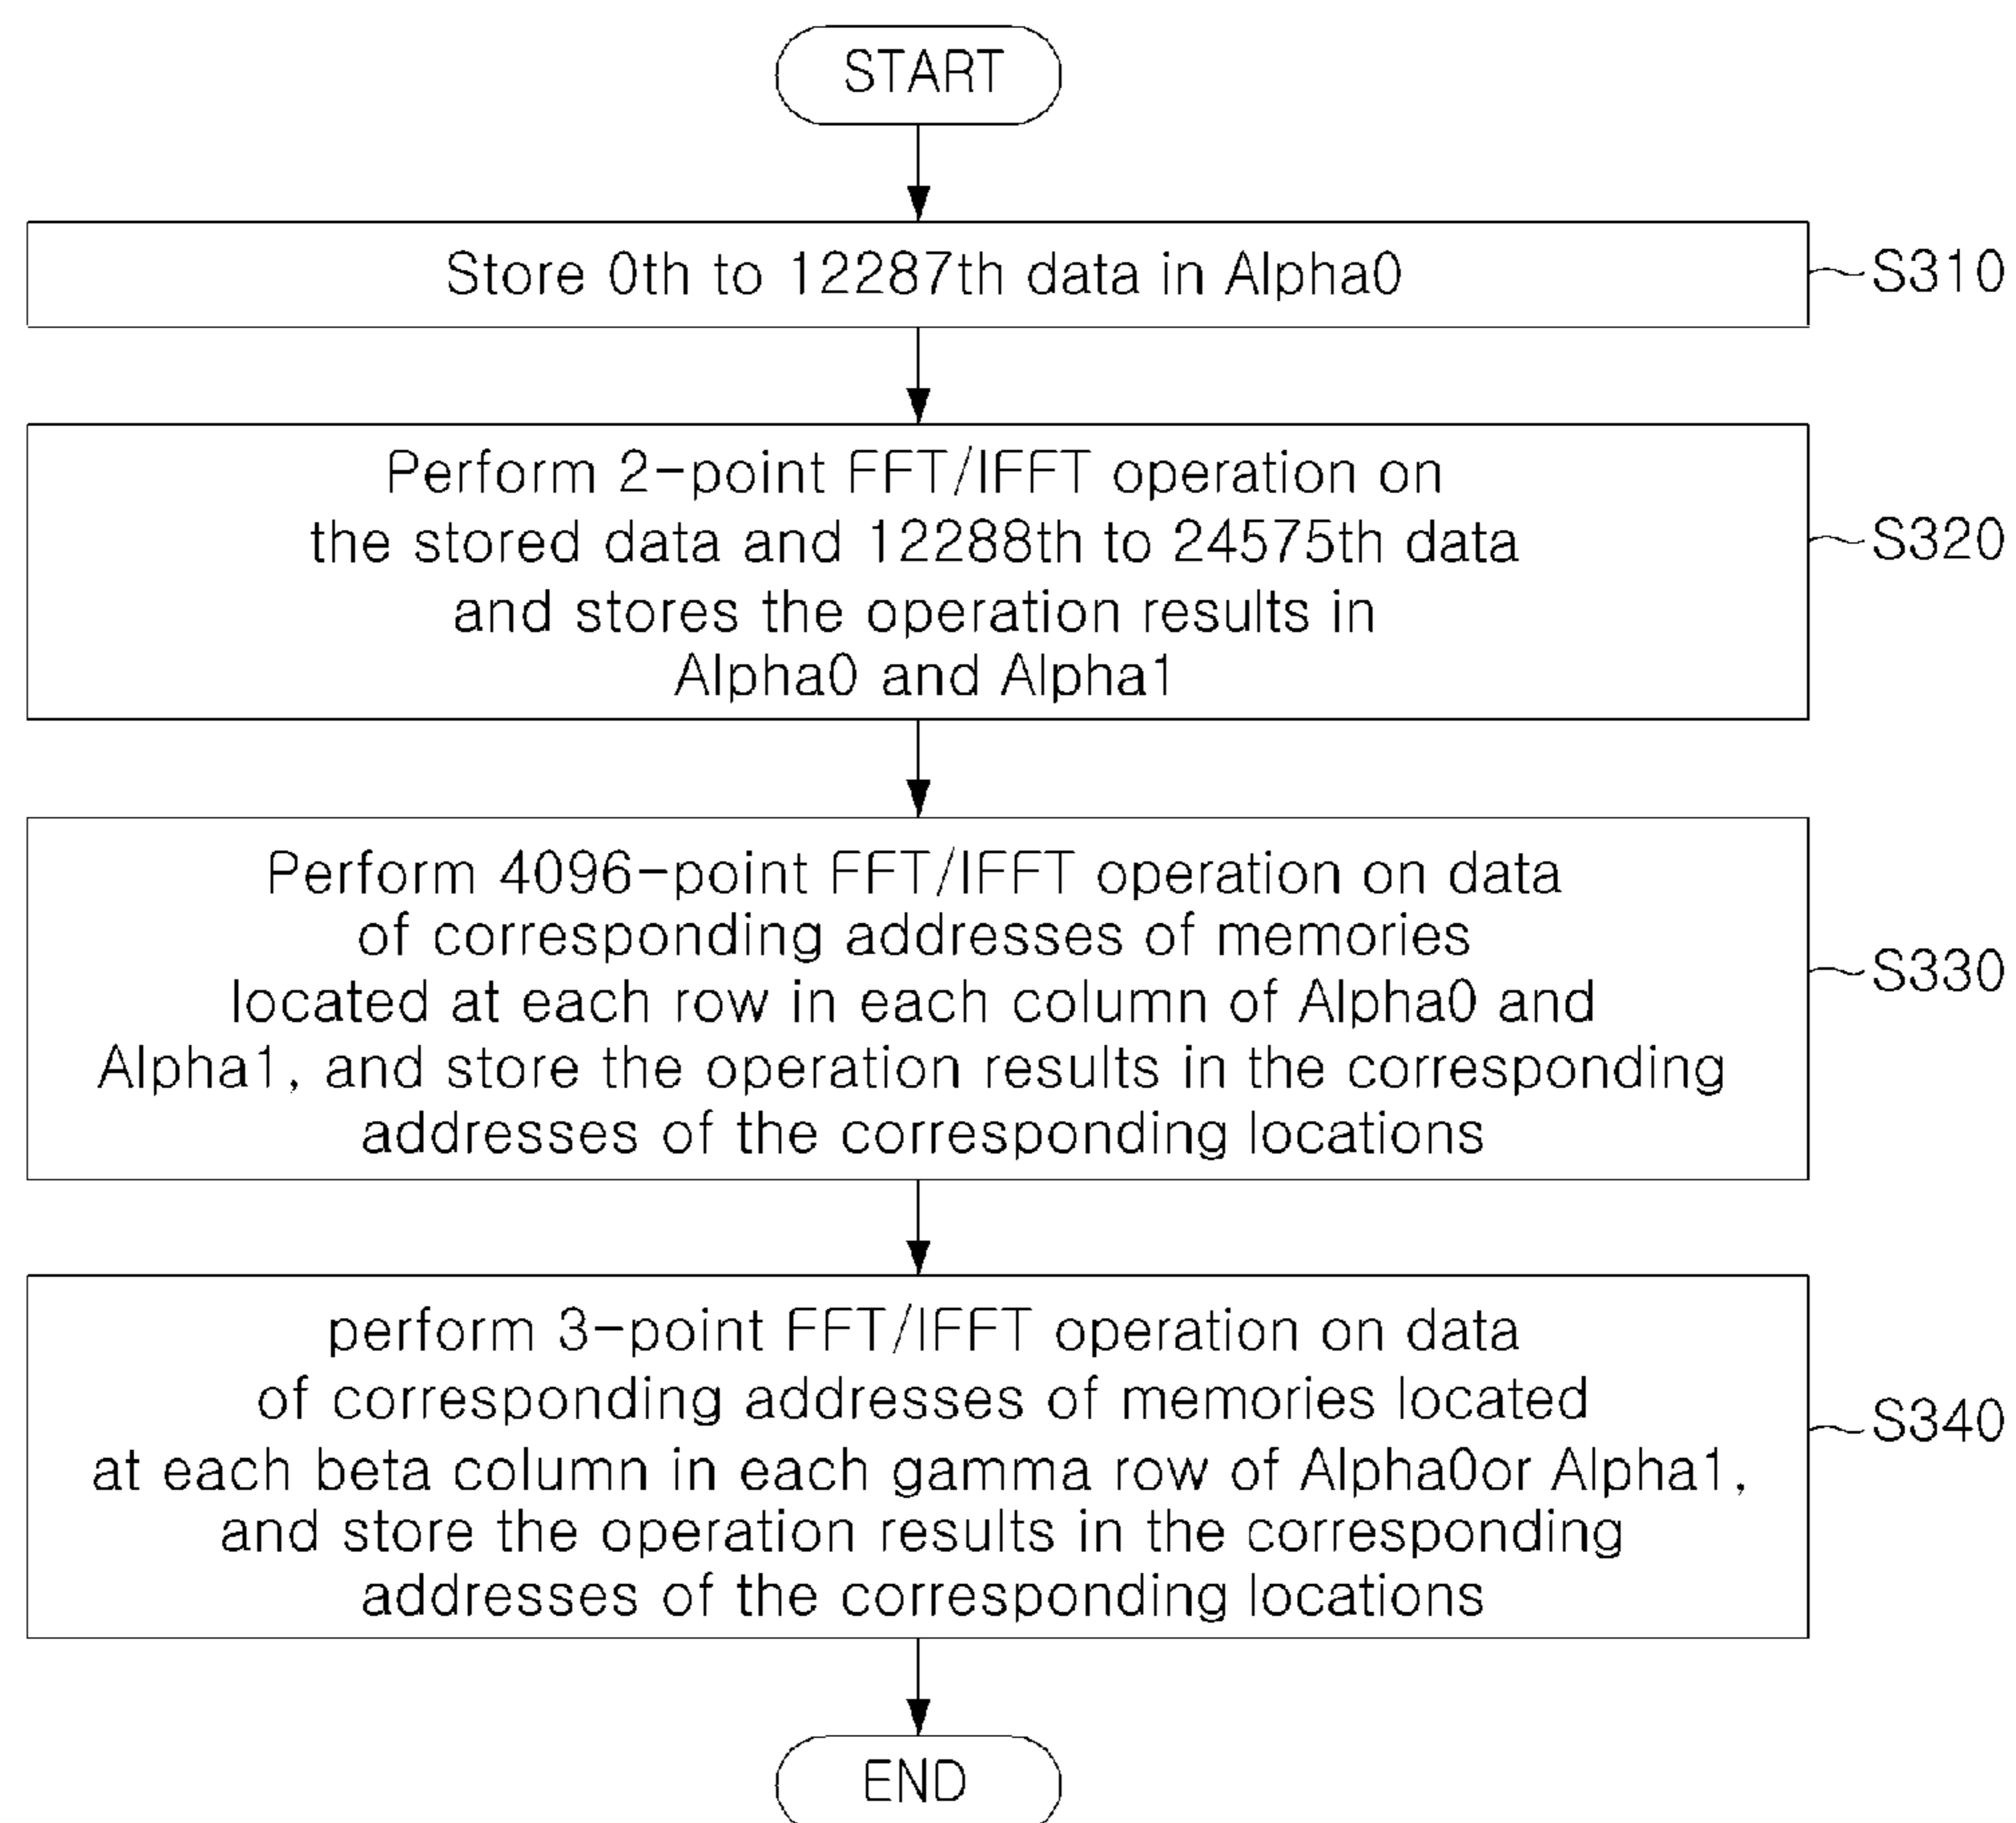 START
Store 0th to 12287th data in Alpha0
S310
Perform 2-point FFT/IFFT operation on
the stored data and 12288th to 24575th data
and stores the operation results in
Alpha0 and Alpha1
S320
Perform 4096-point FFT/IFFT operation on data
of corresponding addresses of memories
located at each row in each column of Alpha0 and
Alpha1, and store the operation results in the corresponding
addresses of the corresponding locations
S330
perform 3-point FFT/IFFT operation on data
of corresponding addresses of memories located
at each beta column in each gamma row of Alpha0or Alpha1,
and store the operation results in the corresponding
addresses of the corresponding locations
S340
END